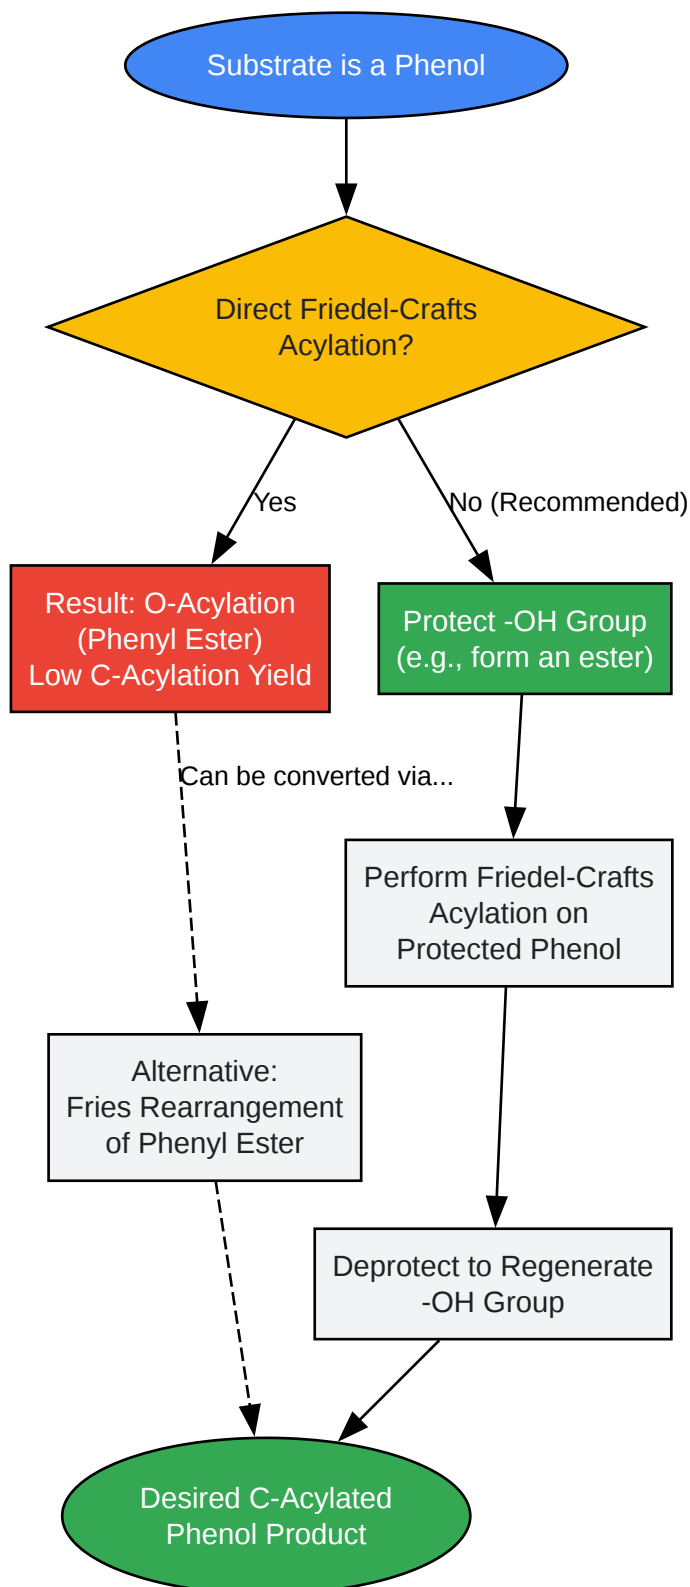 Substrate is a Phenol
Direct Friedel-Crafts
Acylation?
Yes
No (Recommended)
Result: O-Acylation
(Phenyl Ester)
Low C-Acylation Yield
Protect -OH Group
(e.g., form an ester)
Can be converted via...
Perform Friedel-Crafts
Acylation on
Protected Phenol
Alternative:
Fries Rearrangement
of Phenyl Ester
Deprotect to Regenerate
-OH Group
Desired C-Acylated
Phenol Product